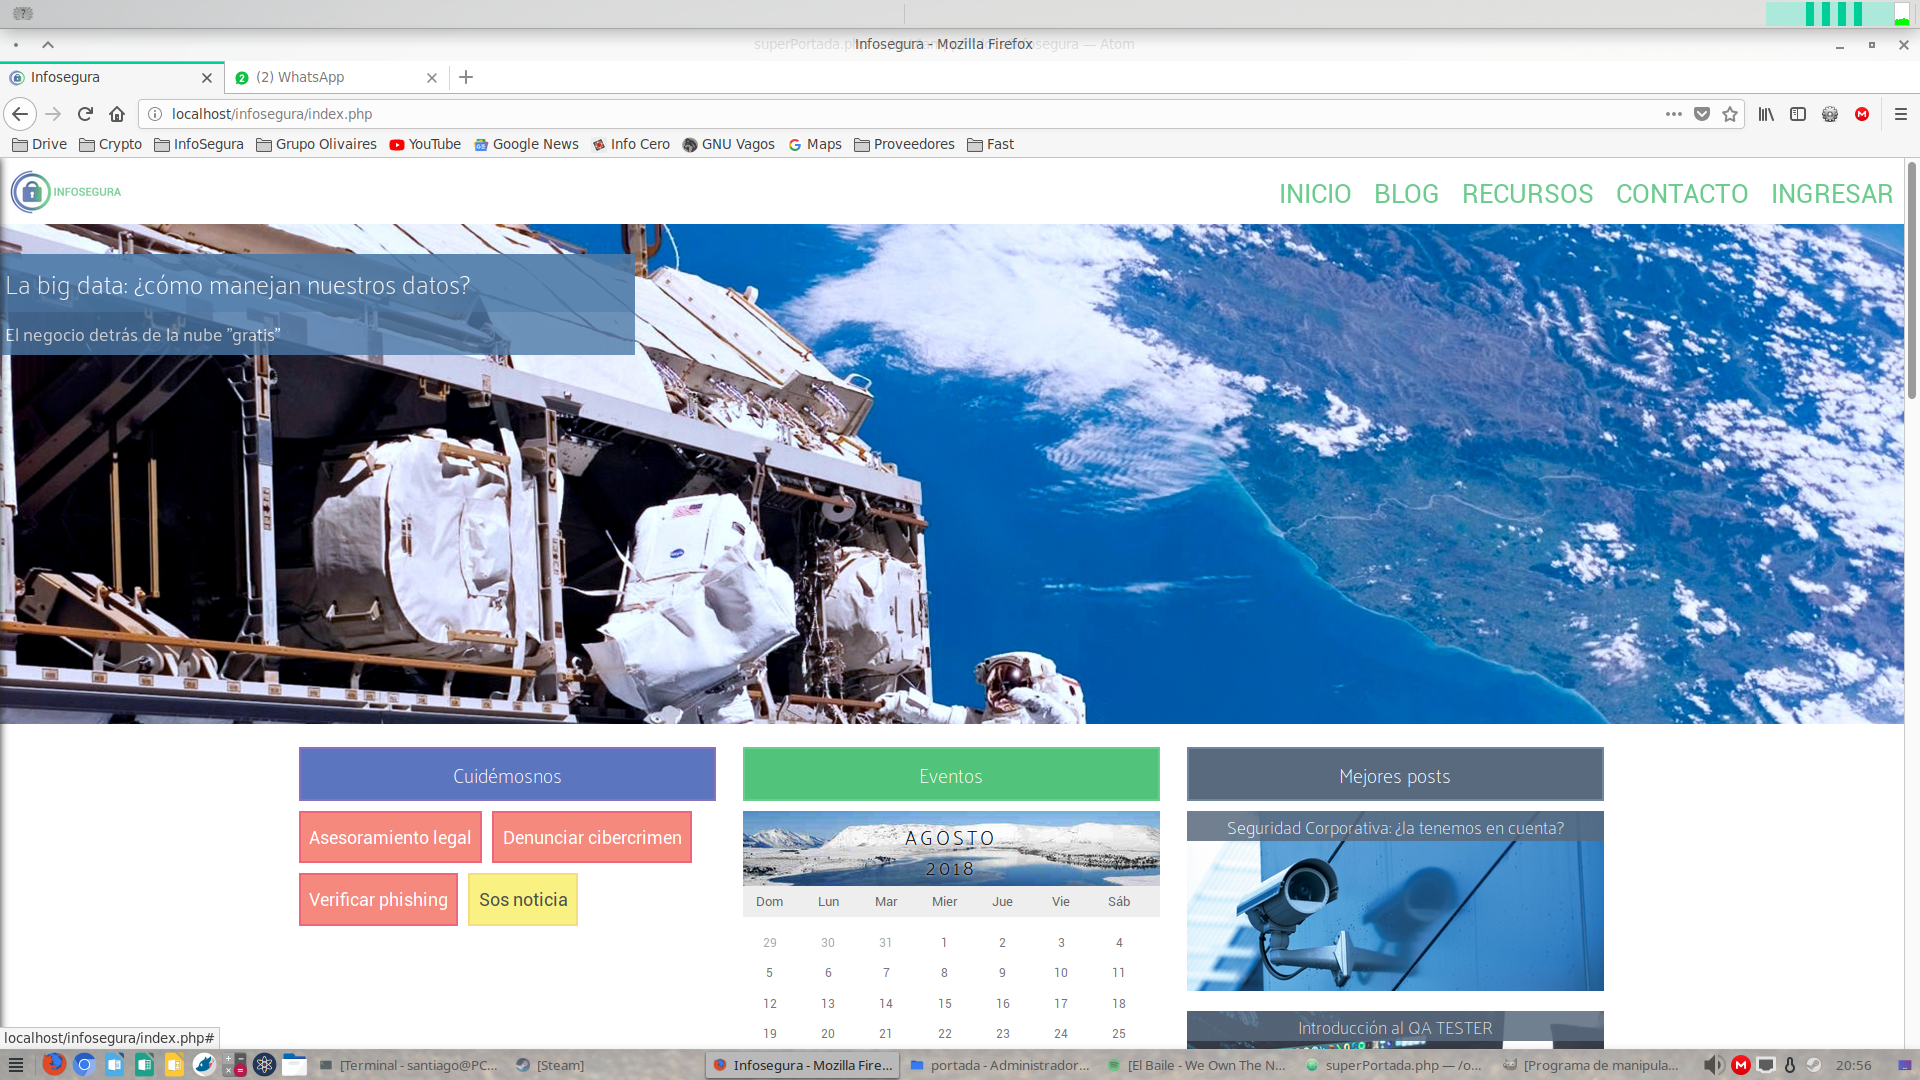 Infosegura - Mozilla Firefox
Infosegura
(2) WhatsApp
localhost/infosegura/index.php
Drive
Crypto
InfoSegura
Grupo Olivaires
YouTube
Google News
Info Cero
GNU Vagos
Maps
Proveedores
Fast
INFOSEGURA
INICIO
BLOG
RECURSOS
CONTACTO
INGRESAR
La big data: ¿cómo manejan nuestros datos?
El negocio detrás de la nube "gratis"
Cuidémosnos
Asesoramiento legal
Denunciar cibercrimen
Verificar phishing
Sos noticia
Eventos
AGOSTO
2018
Dom Lun Mar Mier Jue Vie Sáb
29 30 31 1 2 3 4
5 6 7 8 9 10 11
12 13 14 15 16 17 18
19 20 21 22 23 24 25
Mejores posts
Seguridad Corporativa: ¿la tenemos en cuenta?
Introducción al QA TESTER
localhost/infosegura/index.php#
[Terminal - santiago@PC...
[Steam]
Infosegura - Mozilla Fire...
portada - Administrador...
[El Baile - We Own The N...
superPortada.php — /o...
[Programa de manipula...
20:56